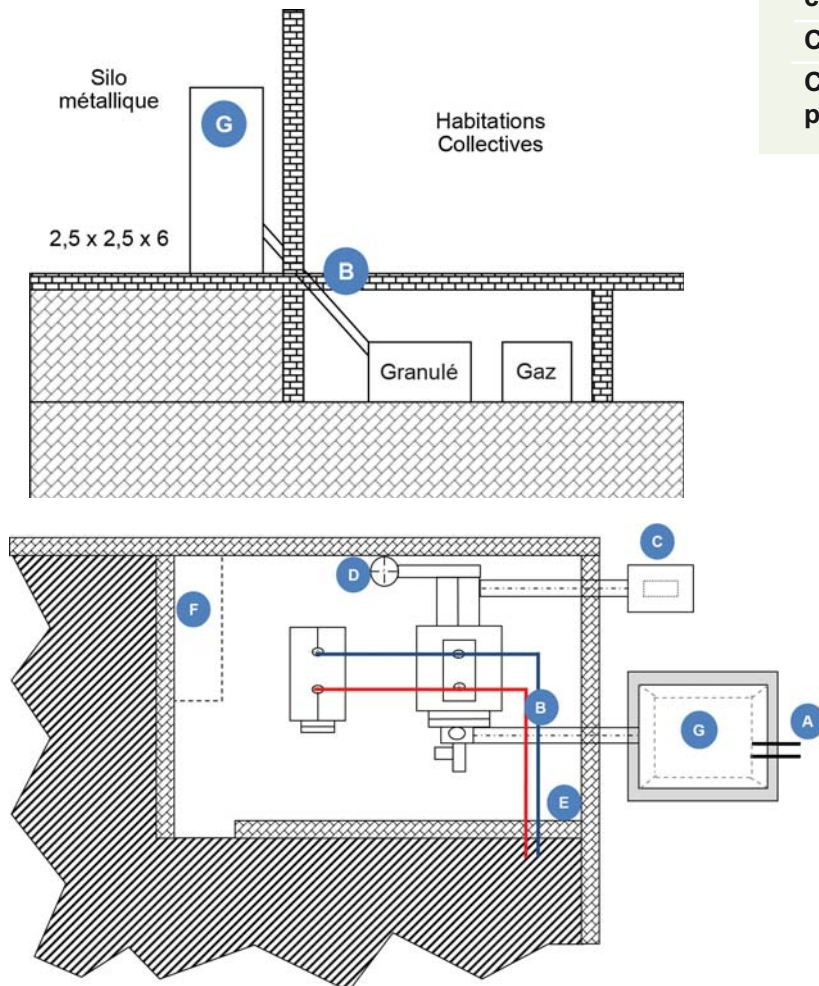 C
C
p
Silo
métallique
G
Habitations
Collectives
2,5 x 2,5 x 6
B
Granulé
Gaz
C
D
F
B
G
A
E